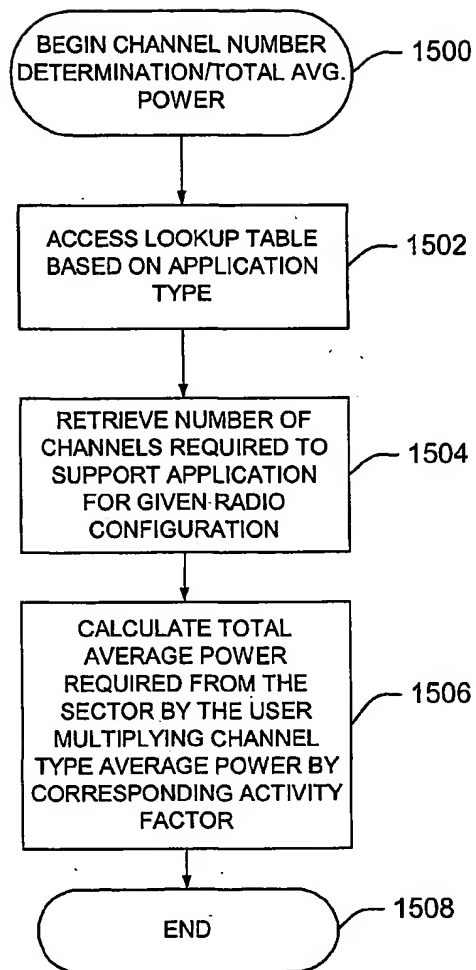 BEGIN CHANNEL NUMBER
DETERMINATION/TOTAL AVG.
POWER
1500
ACCESS LOOKUP TABLE
BASED ON APPLICATION
TYPE
1502
RETRIEVE NUMBER OF
CHANNELS REQUIRED TO
SUPPORT APPLICATION
FOR GIVEN RADIO
CONFIGURATION
1504
CALCULATE TOTAL
AVERAGE POWER
REQUIRED FROM THE
SECTOR BY THE USER
MULTIPLYING CHANNEL
TYPE AVERAGE POWER BY
CORRESPONDING ACTIVITY
FACTOR
1506
END
1508